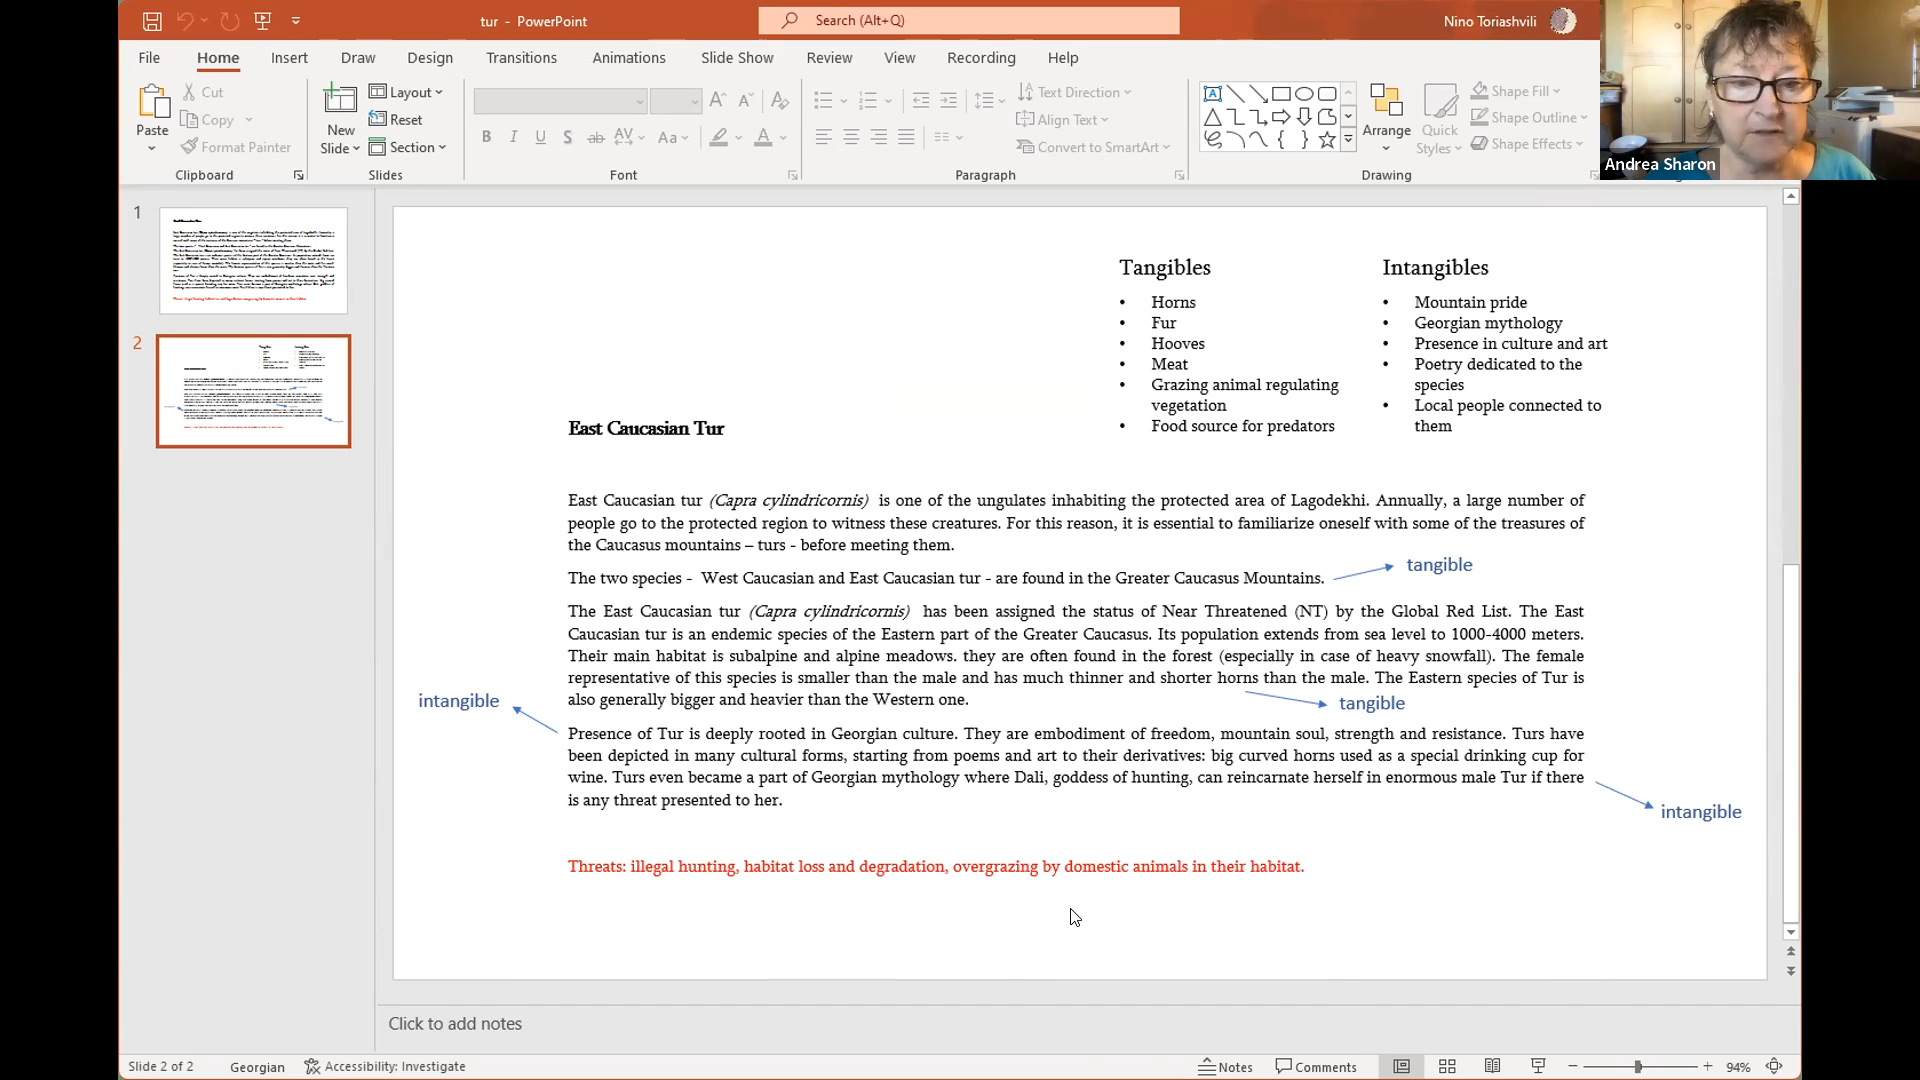 tur - PowerPoint
Search (Alt+Q)
Nino Toriashvili
File Home Insert Draw Design Transitions Animations Slide Show Review View Recording Help
Paste
Cut
Copy
Format Painter
Clipboard
New
Slide
Layout
Reset
Section
Slides
Font
Text Direction
Align Text
Convert to SmartArt
Paragraph
Arrange
Quick
Styles
Shape Fill
Shape Outline
Shape Effects
Drawing
Andrea Sharon
1
2
Tangibles
• Horns
• Fur
• Hooves
• Meat
• Grazing animal regulating
vegetation
• Food source for predators
Intangibles
• Mountain pride
• Georgian mythology
• Presence in culture and art
• Poetry dedicated to the
species
• Local people connected to
them
East Caucasian Tur
East Caucasian tur (Capra cylindricornis) is one of the ungulates inhabiting the protected area of Lagodekhi. Annually, a large number of
people go to the protected region to witness these creatures. For this reason, it is essential to familiarize oneself with some of the treasures of
the Caucasus mountains – turs - before meeting them.
The two species - West Caucasian and East Caucasian tur - are found in the Greater Caucasus Mountains.
tangible
The East Caucasian tur (Capra cylindricornis) has been assigned the status of Near Threatened (NT) by the Global Red List. The East
Caucasian tur is an endemic species of the Eastern part of the Greater Caucasus. Its population extends from sea level to 1000-4000 meters.
Their main habitat is subalpine and alpine meadows. they are often found in the forest (especially in case of heavy snowfall). The female
representative of this species is smaller than the male and has much thinner and shorter horns than the male. The Eastern species of Tur is
also generally bigger and heavier than the Western one.
intangible
tangible
Presence of Tur is deeply rooted in Georgian culture. They are embodiment of freedom, mountain soul, strength and resistance. Turs have
been depicted in many cultural forms, starting from poems and art to their derivatives: big curved horns used as a special drinking cup for
wine. Turs even became a part of Georgian mythology where Dali, goddess of hunting, can reincarnate herself in enormous male Tur if there
is any threat presented to her.
intangible
Threats: illegal hunting, habitat loss and degradation, overgrazing by domestic animals in their habitat.
Click to add notes
Slide 2 of 2 Georgian Accessibility: Investigate Notes Comments 94%